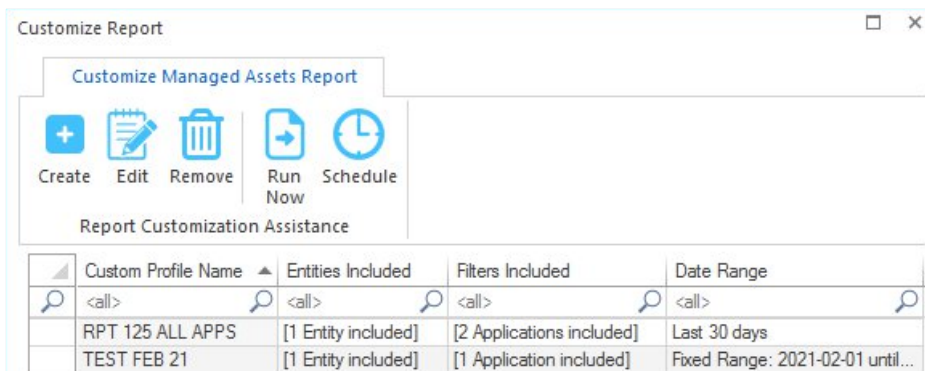 Customize Report
Customize Managed Assets Report
Create Edit Remove Run Now Schedule
Report Customization Assistance
Custom Profile Name Entities Included Filters Included Date Range
<all> <all> <all> <all>
RPT 125 ALL APPS [1 Entity included] [2 Applications included] Last 30 days
TEST FEB 21 [1 Entity included] [1 Application included] Fixed Range: 2021-02-01 until...